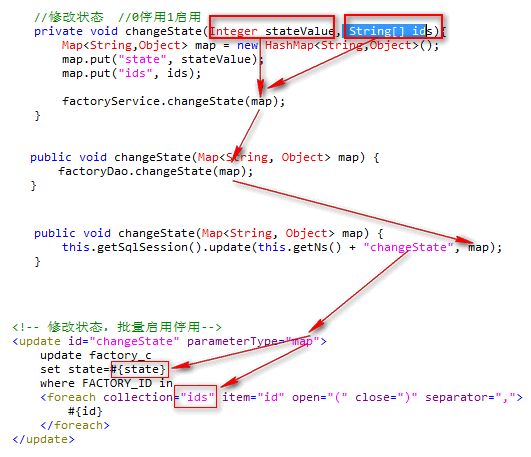 //修改状态  //0停用1启用
private void changeState(Integer stateValue, String[] ids){
    Map<String,Object> map = new HashMap<String,Object>();
    map.put("state", stateValue);
    map.put("ids", ids);
    factoryService.changeState(map);
}
public void changeState(Map<String, Object> map) {
    factoryDao.changeState(map);
}
public void changeState(Map<String, Object> map) {
    this.getSqlSession().update(this.getNs() + "changeState", map);
}
<!-- 修改状态，批量启用停用-->
<update id="changeState" parameterType="map">
    update factory_c
    set state=#{state}
    where FACTORY_ID in
    <foreach collection="ids" item="id" open="(" close=")" separator=",">
        #{id}
    </foreach>
</update>